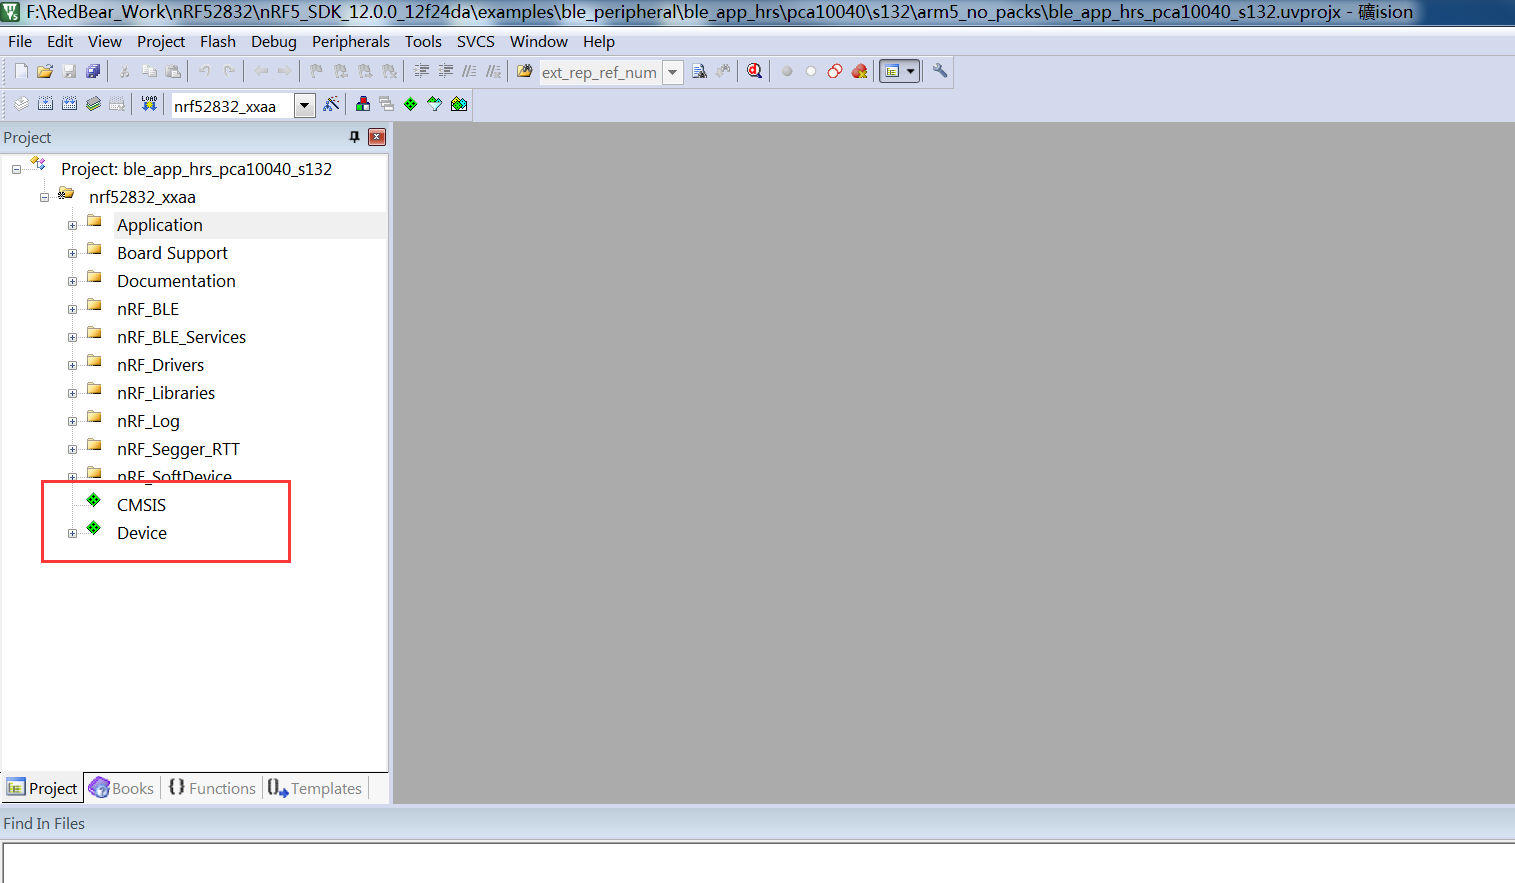 F:\RedBear_Work\nRF52832\nRF5_SDK_12.0.0_12f24da\examples\ble_peripheral\ble_app_hrs\pca10040\s132\arm5_no_packs\ble_app_hrs_pca10040_s132.uvprojx - 礦ision
File Edit View Project Flash Debug Peripherals Tools SVCS Window Help
ext_rep_ref_num
LOAD nrf52832_xxaa
Project
Project: ble_app_hrs_pca10040_s132
nrf52832_xxaa
Application
Board Support
Documentation
nRF_BLE
nRF_BLE_Services
nRF_Drivers
nRF_Libraries
nRF_Log
nRF_Segger_RTT
nRF_SoftDevice
CMSIS
Device
Project Books Functions Templates
Find In Files